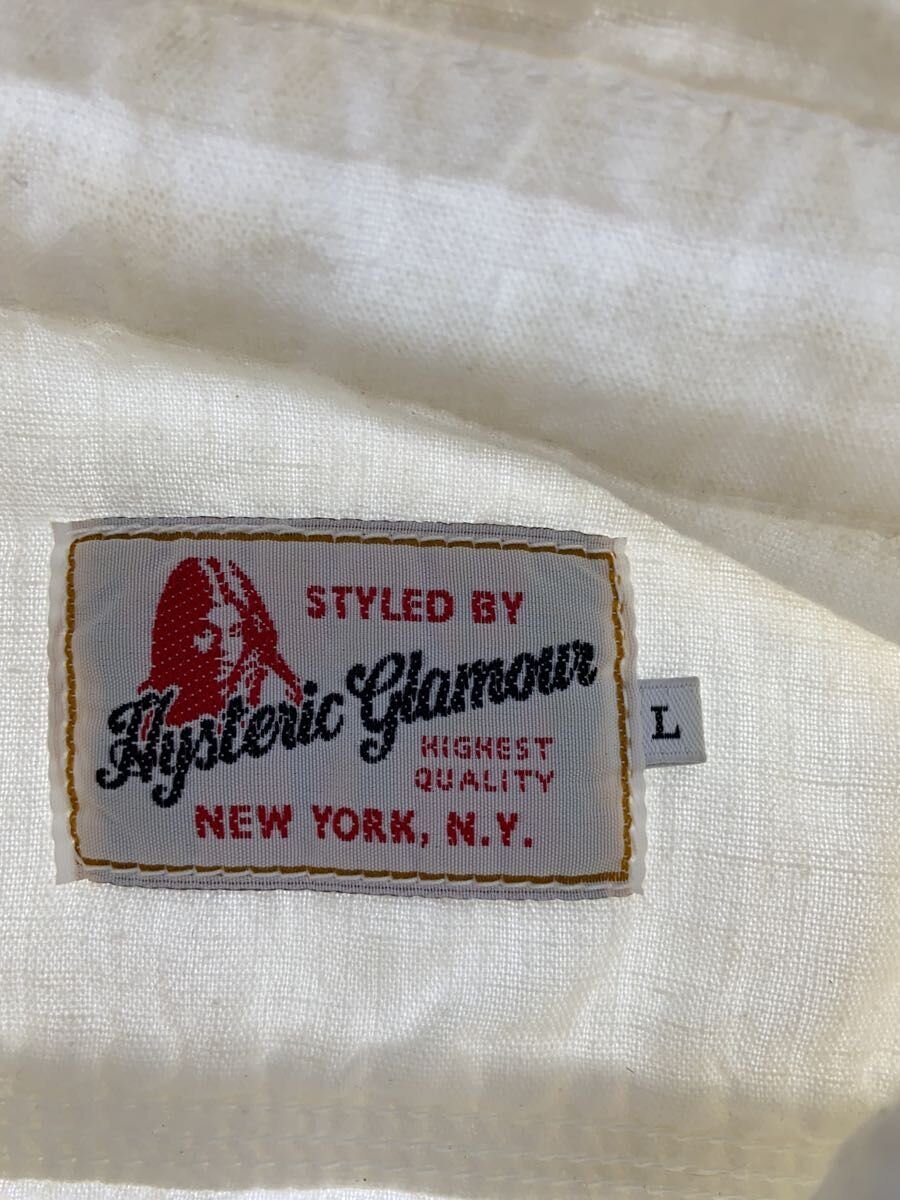 STYLED BY
Hysteric Glamour
HIGHEST
QUALITY
NEW YORK, N.Y.
L